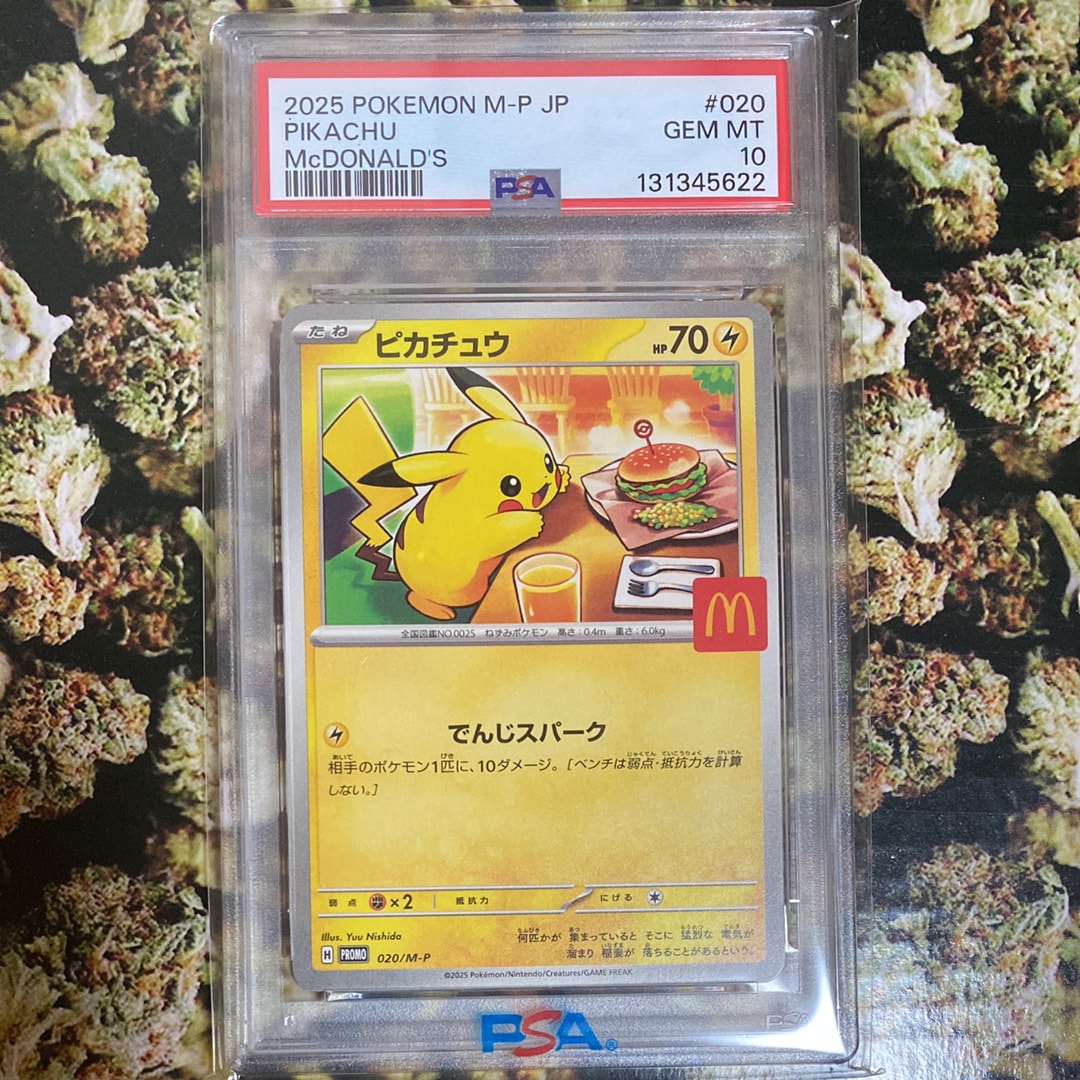 2025 POKEMON M-P JP #020
PIKACHU GEM MT
McDONALD'S 10
PSA 131345622
たね ピカチュウ HP 70
全国図鑑NO.0025 ねずみポケモン 高さ:0.4m 重さ:6.0kg
でんじスパーク
相手のポケモン1匹に、10ダメージ。[ベンチは弱点・抵抗力を計算
しない。]
弱点 ×2 抵抗力 にげる
Illus. Yuu Nishida
何匹かが 集まっていると そこに 猛烈な 電気が
溜まり 稲妻が 落ちることがあるという。
H PROMO 020/M-P
©2025 Pokémon/Nintendo/Creatures/GAME FREAK
PSA
PSA®